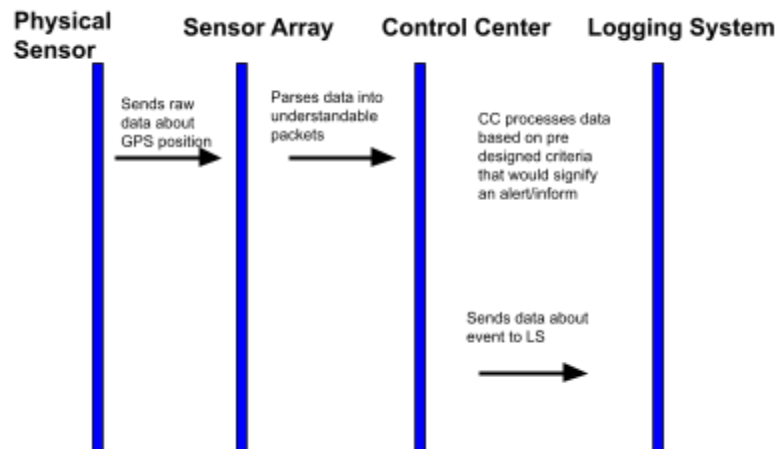 Physical
Sensor
Sensor Array
Control Center
Logging System
Sends raw
data about
GPS position
Parses data into
understandable
packets
CC processes data
based on pre
designed criteria
that would signify
an alert/inform
Sends data about
event to LS